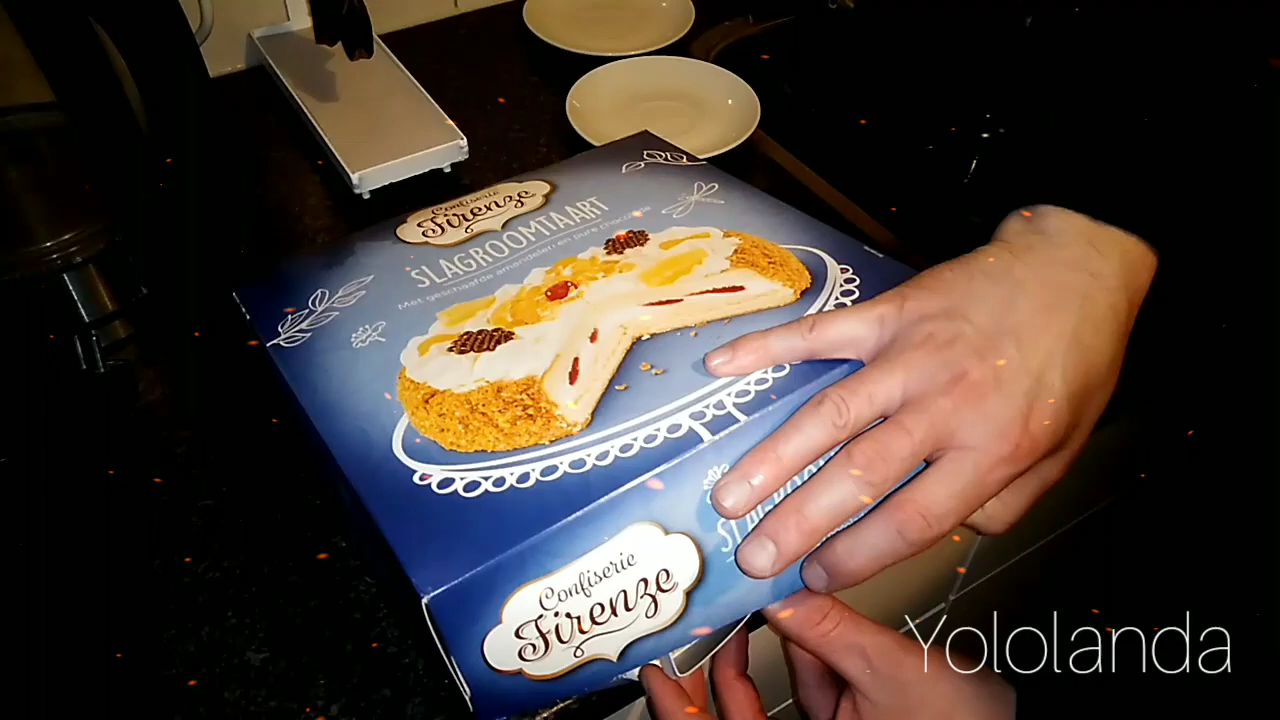 Confiserie
Firenze
SLAGROOMTAART
Met geschaafde amandelen en pure chocolade
Confiserie
Firenze
Yololanda